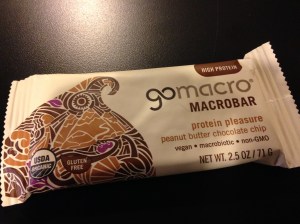 HIGH PROTEIN
gomacro®
MACROBAR
protein pleasure
peanut butter chocolate chip
vegan • macrobiotic • non-GMO
NET WT. 2.5 OZ / 71 G
USDA
ORGANIC
GLUTEN
FREE